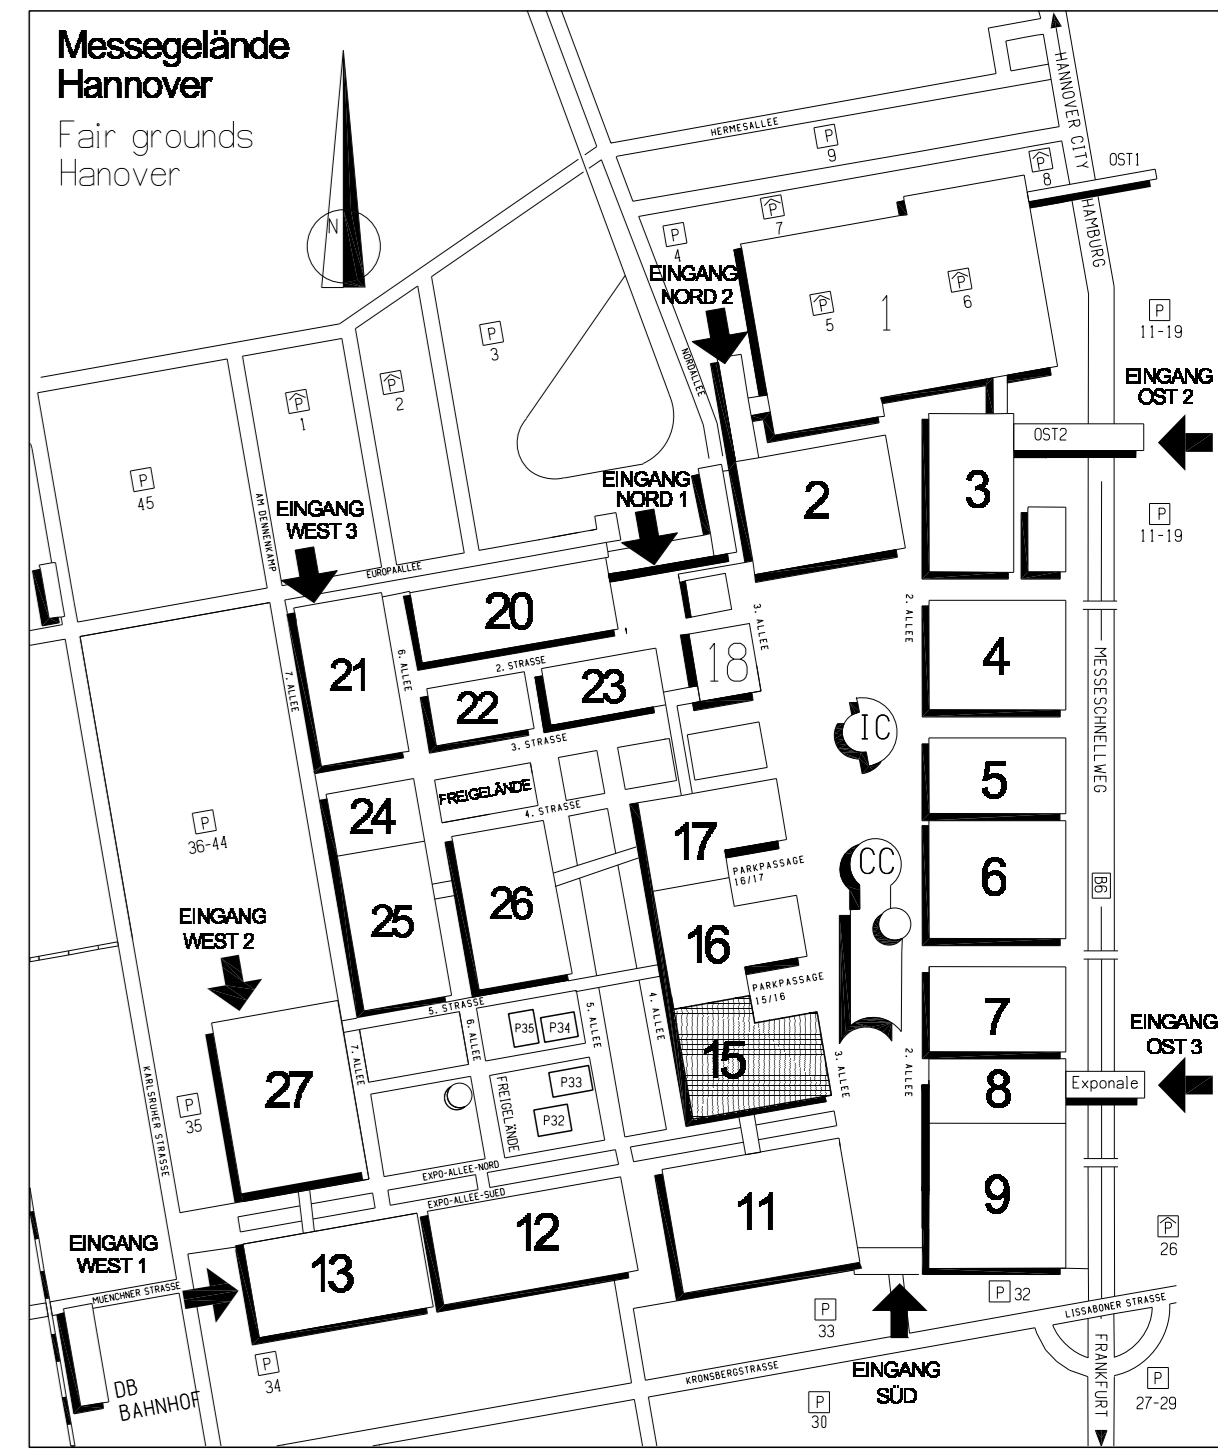 Messegelände
Hannover
Fair grounds
Hanover
N
HERMESALLEE
P
9
HANNOVER CITY
OST1
P
8
P
7
P
4
HAMBURG
EINGANG
NORD 2
P
5
1
P
6
P
11-19
P
3
NORDALLEE
EINGANG
OST 2
P
1
P
2
OST2
P
45
AM DENNENKAMP
EINGANG
WEST 3
EINGANG
NORD 1
2
3
P
11-19
EUROPAALLEE
20
3. ALLEE
2. ALLEE
21
6. ALLEE
7. ALLEE
2. STRASSE
18
4
MESSESCHNELLWEG
22
23
3. STRASSE
IC
FREIGELÄNDE
5
24
4. STRASSE
P
36-44
17
PARKPASSAGE
16/17
CC
6
B6
25
26
EINGANG
WEST 2
16
PARKPASSAGE
15/16
5. STRASSE
4. ALLEE
5. ALLEE
6. ALLEE
P35
P34
7
EINGANG
OST 3
27
7. ALLEE
15
3. ALLEE
2. ALLEE
8
Exponale
P33
P32
FREIGELÄNDE
P
35
KARLSRUHER STRASSE
EXPO-ALLEE-NORD
EXPO-ALLEE-SUED
9
11
12
13
EINGANG
WEST 1
MUENCHNER STRASSE
P
26
P 32
LISSABONER STRASSE
P
33
P
34
KRONSBERGSTRASSE
EINGANG
SÜD
FRANKFURT
DB
BAHNHOF
P
30
P
27-29